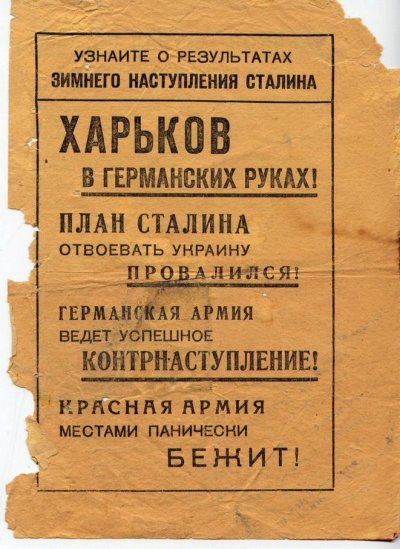 УЗНАИТЕ О РЕЗУЛЬТАТАХ
ЗИМНЕГО НАСТУПЛЕНИЯ СТАЛИНА
ХАРЬКОВ
В ГЕРМАНСКИХ РУКАХ!
ПЛАН СТАЛИНА
ОТВОЕВАТЬ УКРАИНУ
ПРОВАЛИЛСЯ!
ГЕРМАНСКАЯ АРМИЯ
ВЕДЕТ УСПЕШНОЕ
КОНТРНАСТУПЛЕНИЕ!
КРАСНАЯ АРМИЯ
МЕСТАМИ ПАНИЧЕСКИ
БЕЖИТ!